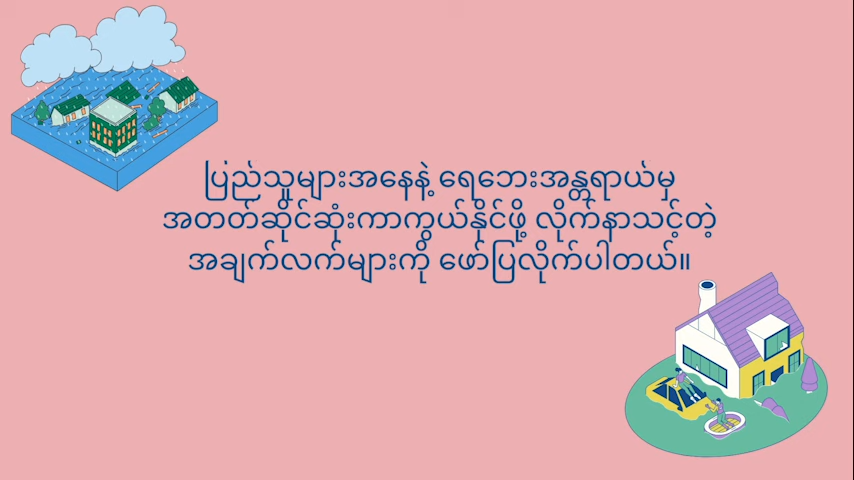 ပြည်သူများအနေနဲ့ ရေဘေးအန္တရာယ်မှ
အတတ်ဆိုင်ဆုံးကာကွယ်နိုင်ဖို့ လိုက်နာသင့်တဲ့
အချက်လက်များကို ဖော်ပြလိုက်ပါတယ်။